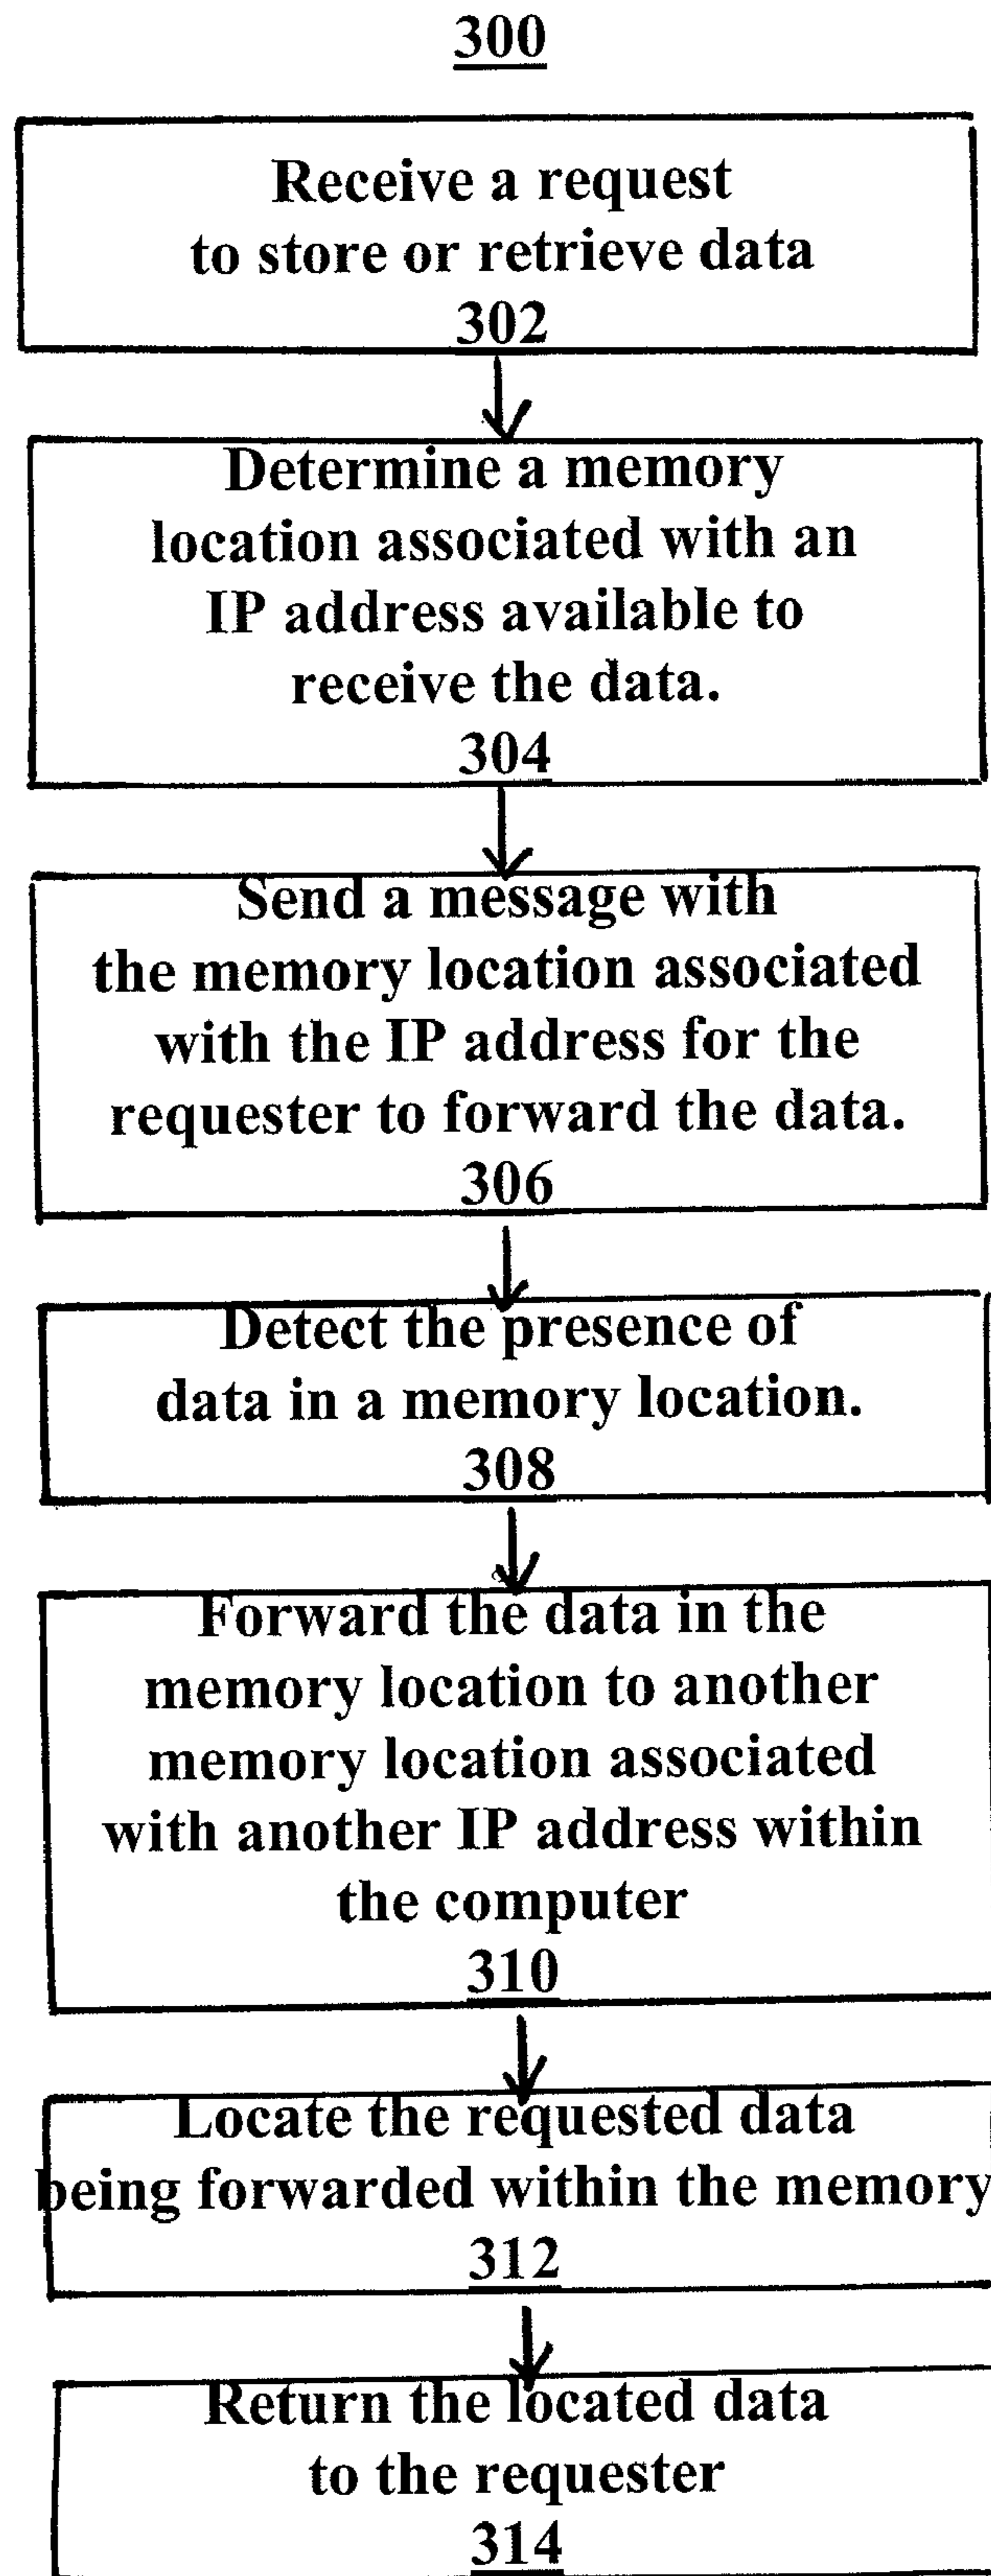 300
Receive a request
to store or retrieve data
302
Determine a memory
location associated with an
IP address available to
receive the data.
304
Send a message with
the memory location associated
with the IP address for the
requester to forward the data.
306
Detect the presence of
data in a memory location.
308
Forward the data in the
memory location to another
memory location associated
with another IP address within
the computer
310
Locate the requested data
being forwarded within the memory
312
Return the located data
to the requester
314